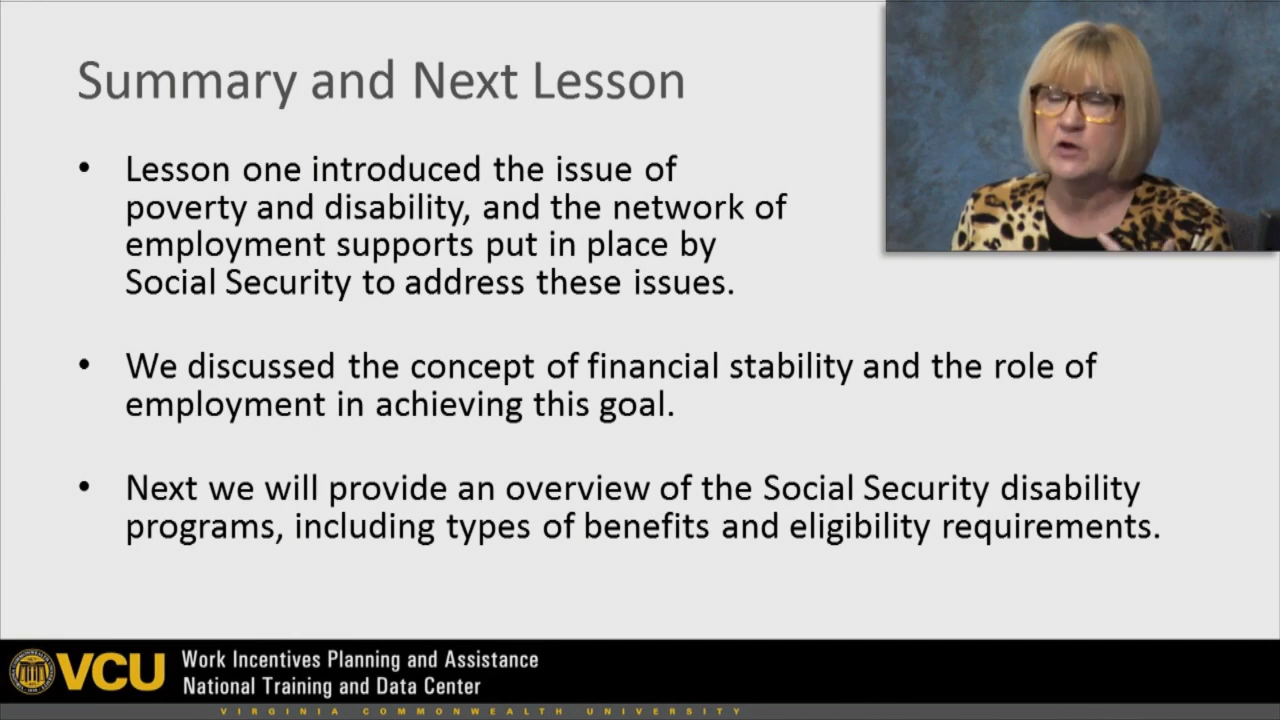 Summary and Next Lesson
• Lesson one introduced the issue of
poverty and disability, and the network of
employment supports put in place by
Social Security to address these issues.
• We discussed the concept of financial stability and the role of
employment in achieving this goal.
• Next we will provide an overview of the Social Security disability
programs, including types of benefits and eligibility requirements.
VCU
Work Incentives Planning and Assistance
National Training and Data Center
VIRGINIA COMMONWEALTH UNIVERSITY